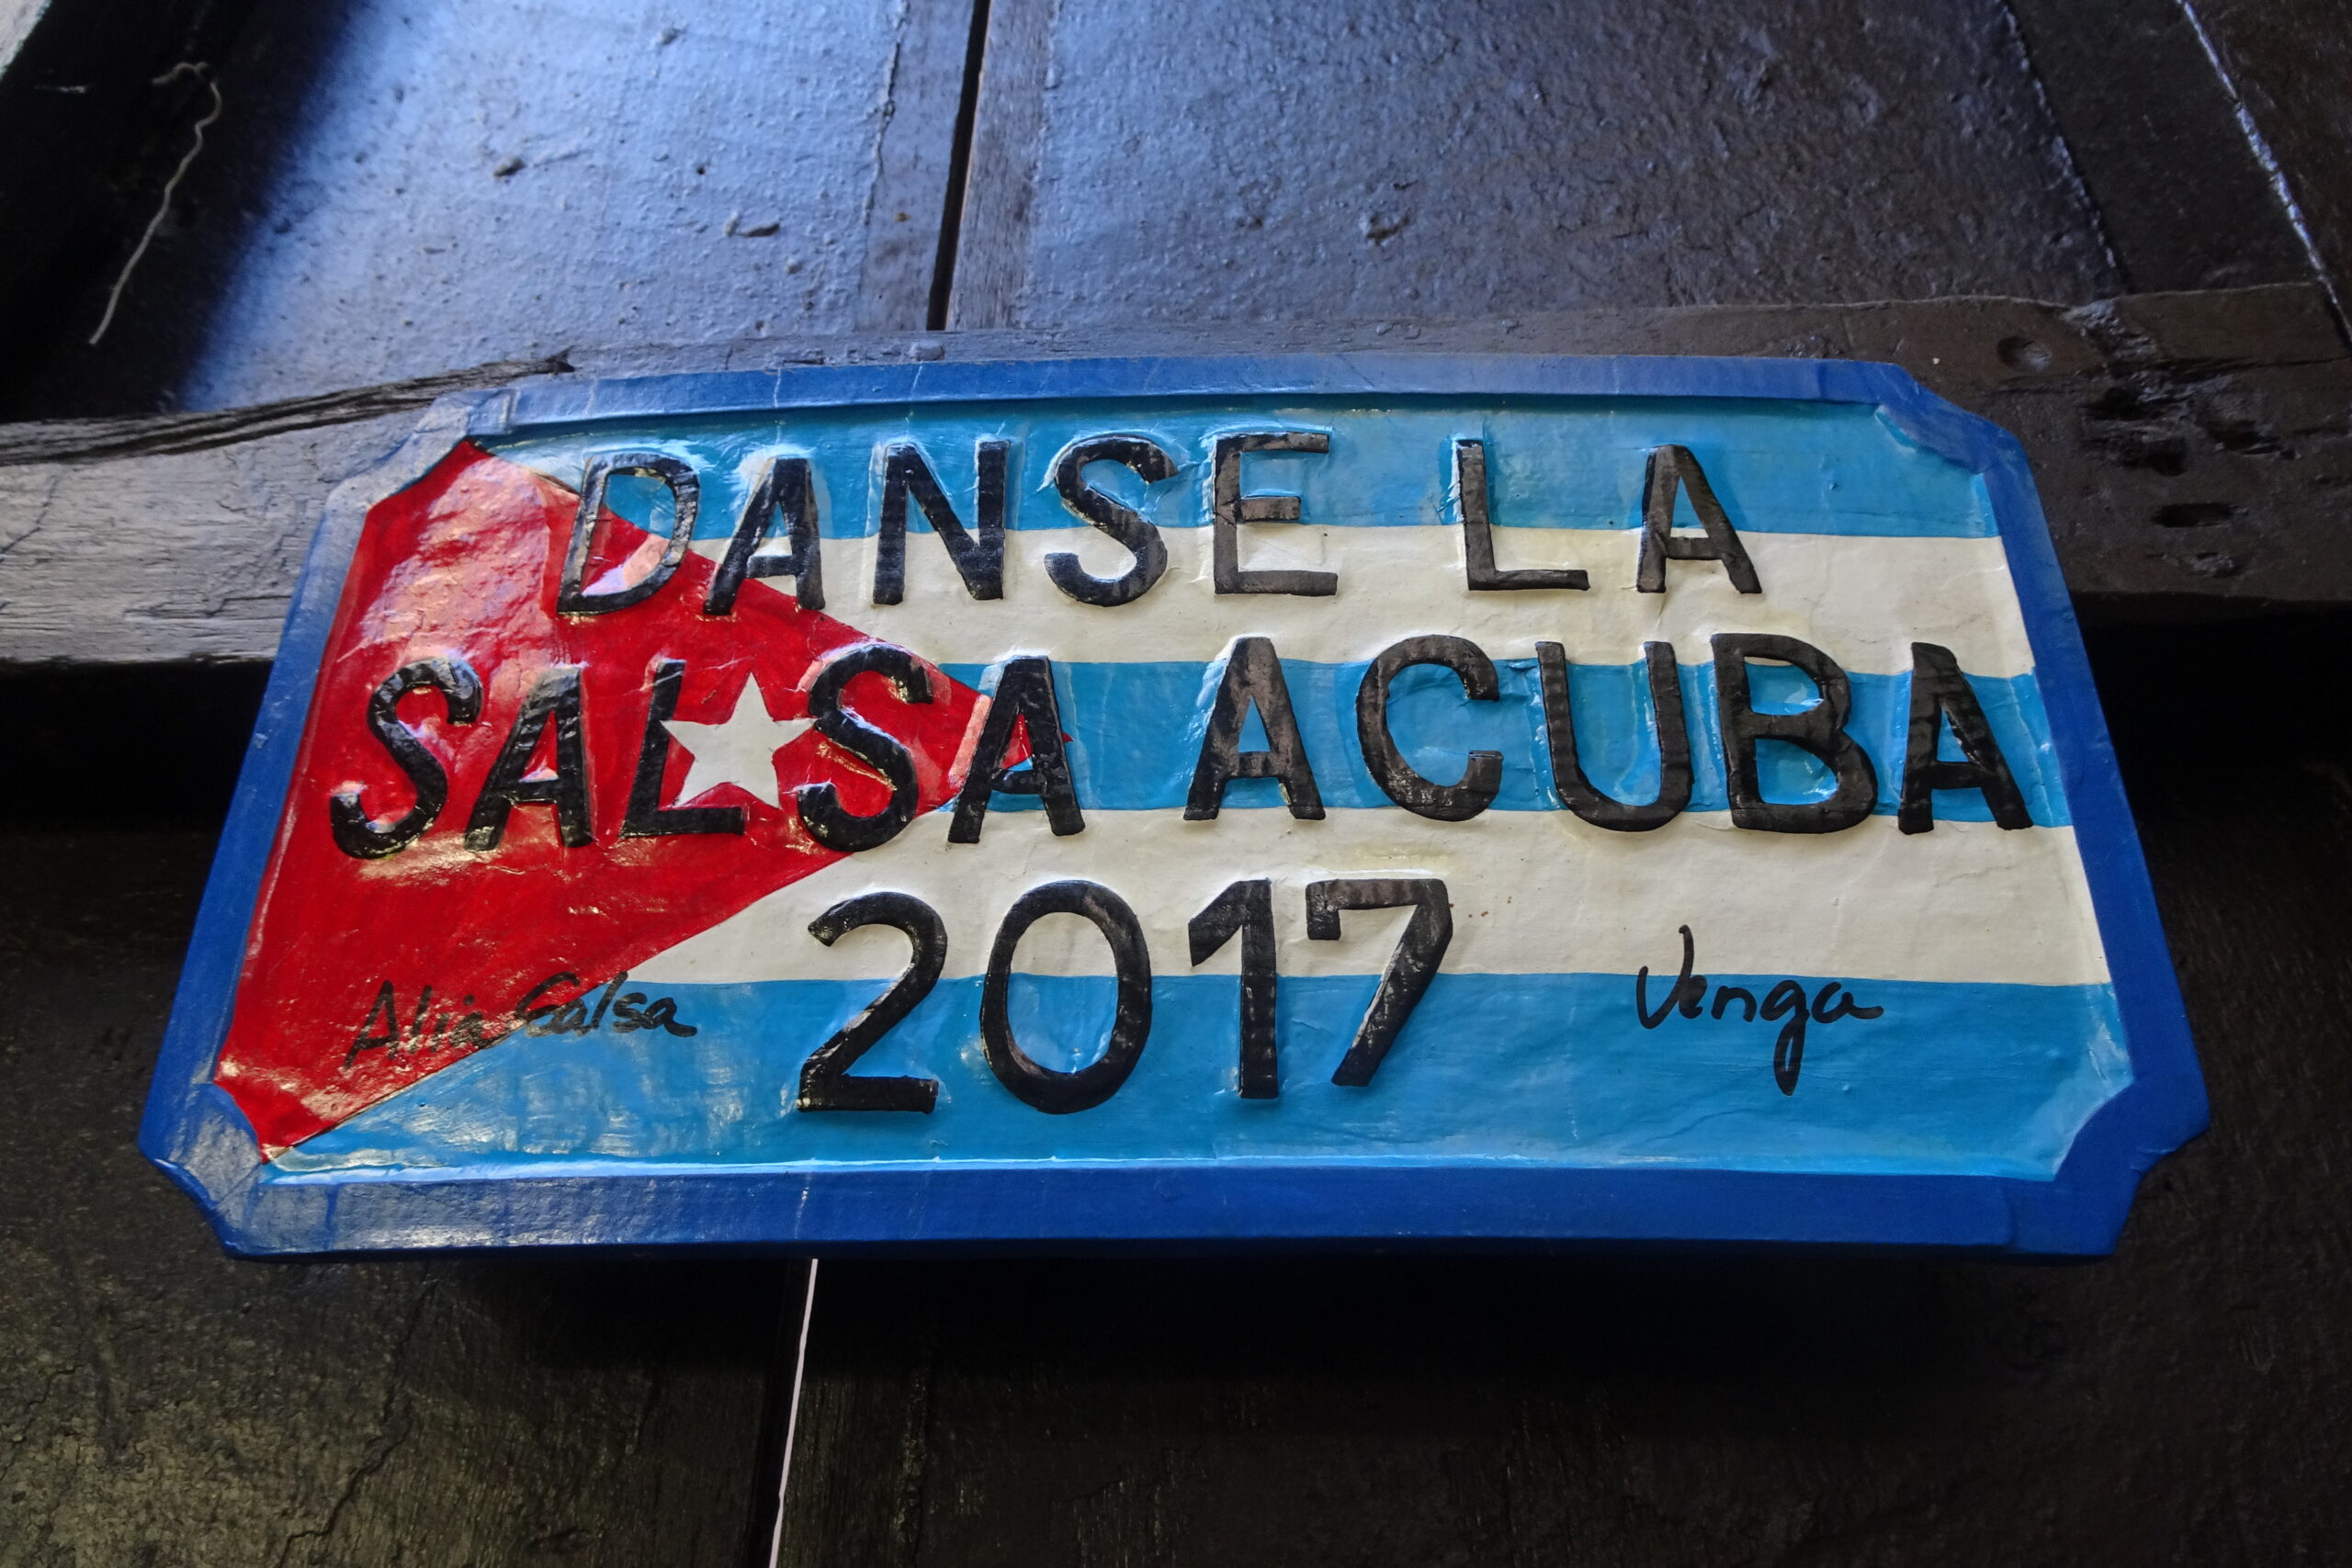 DANSE LA
SALSA ACUBA
2017
Alia Salsa
Venga